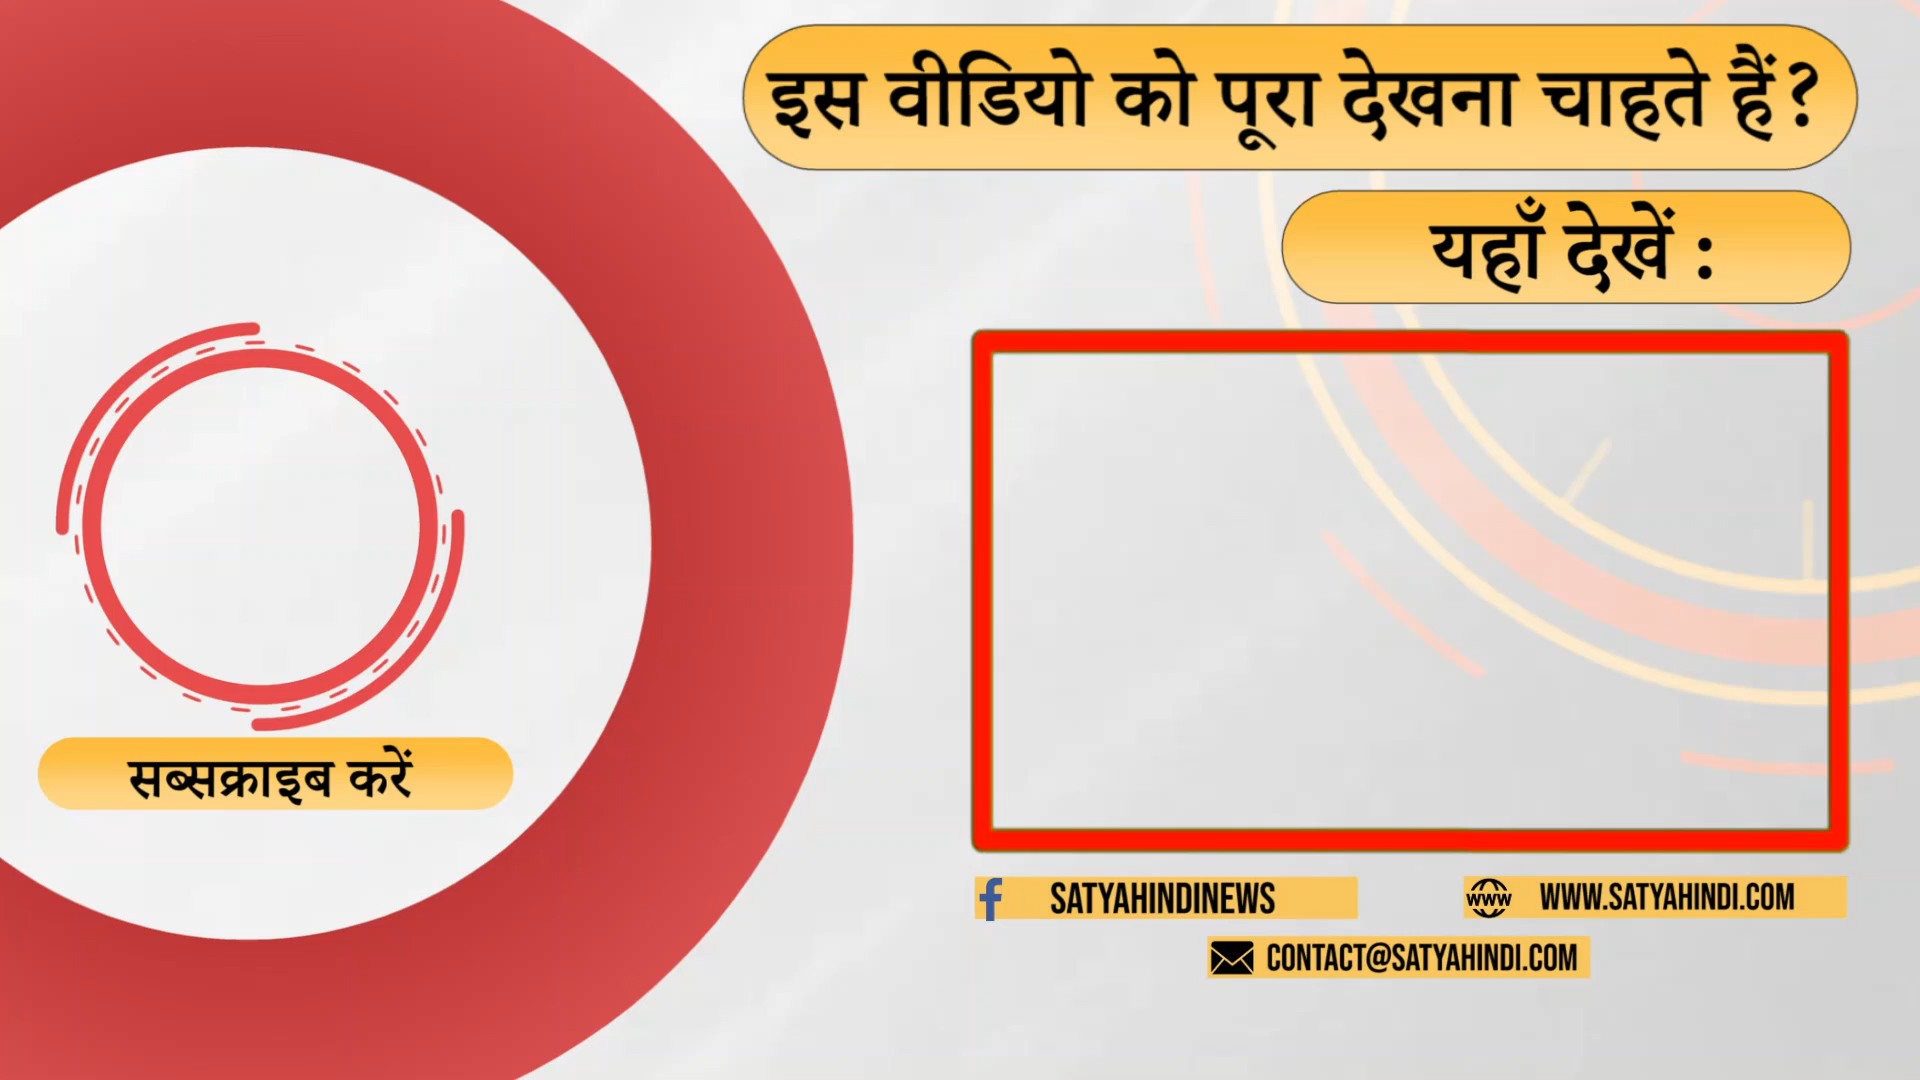 इस वीडियो को पूरा देखना चाहते हैं?
यहाँ देखें :
सब्सक्राइब करें
SATYAHINDINEWS
WWW.SATYAHINDI.COM
CONTACT@SATYAHINDI.COM